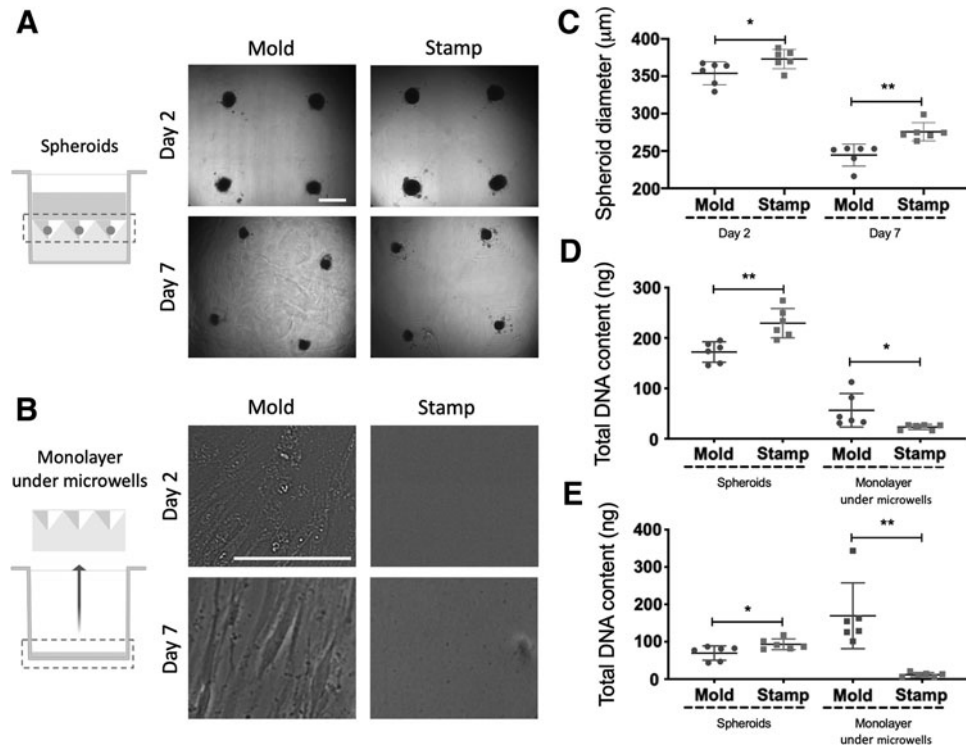 A
Mold
Stamp
Spheroids
Day 2
Day 7
B
Mold
Stamp
Monolayer
under microwells
Day 2
Day 7
C
Spheroid diameter (μm)
400
350
300
250
200
*
**
Mold
Stamp
Mold
Stamp
Day 2
Day 7
D
Total DNA content (ng)
300
200
100
0
**
*
Mold
Stamp
Mold
Stamp
Spheroids
Monolayer
under microwells
E
Total DNA content (ng)
400
300
200
100
0
*
**
Mold
Stamp
Mold
Stamp
Spheroids
Monolayer
under microwells